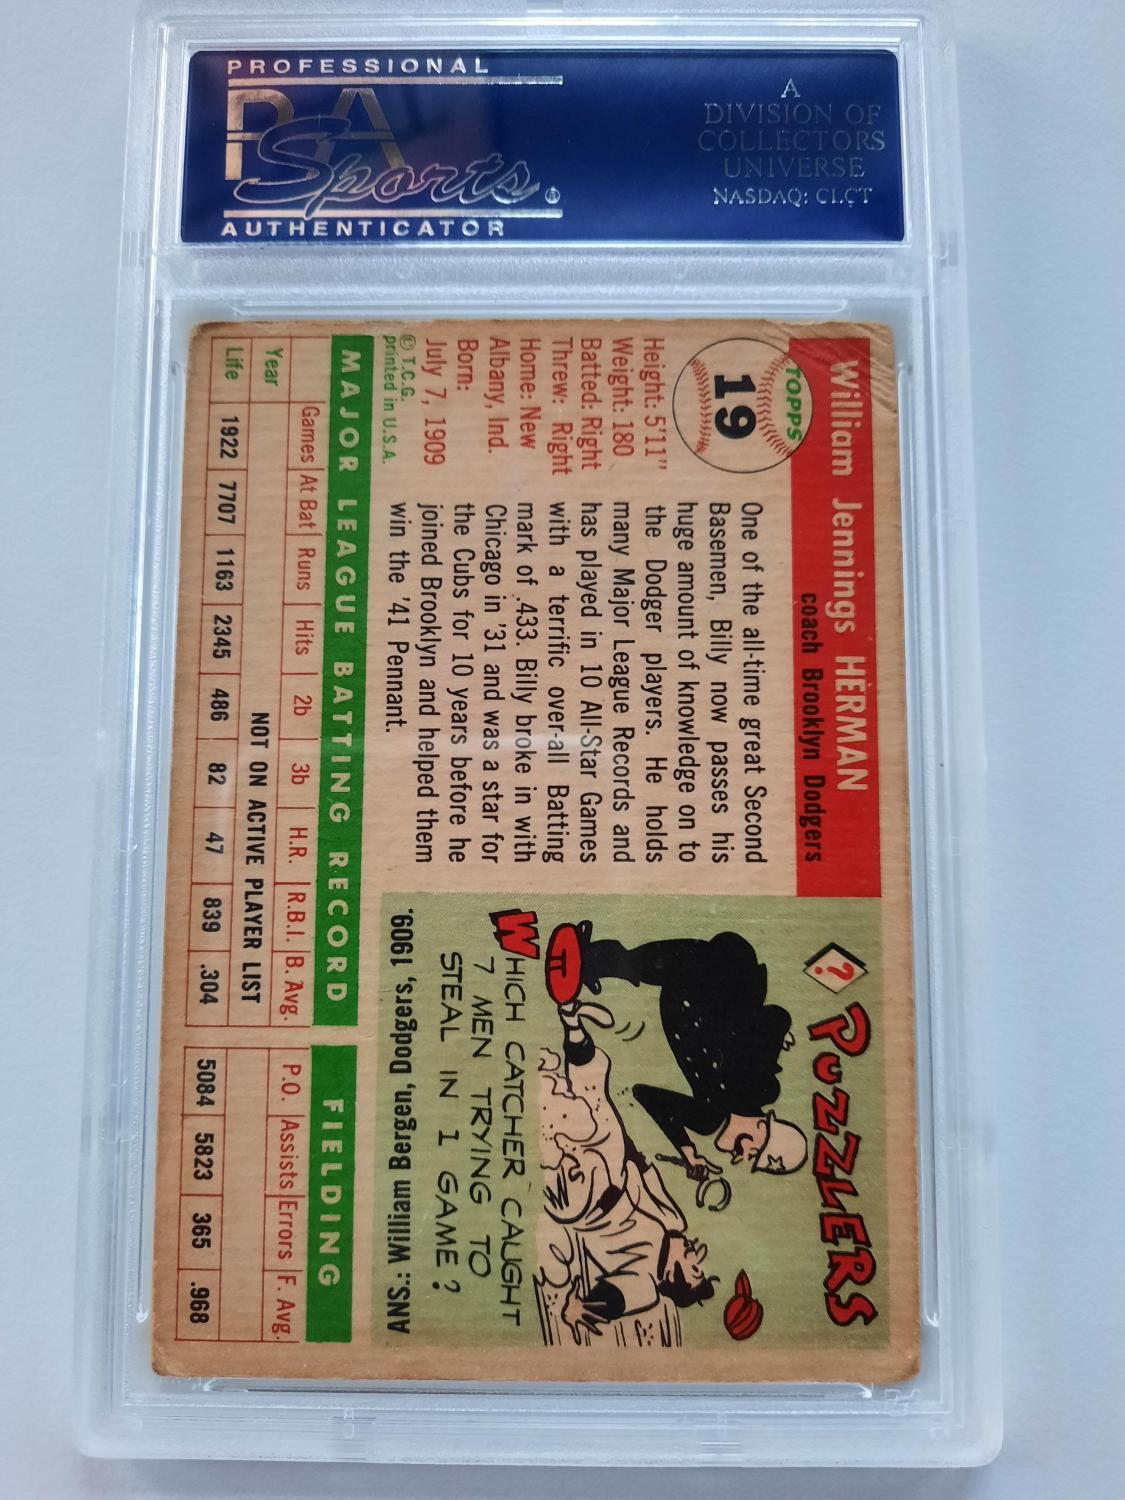 PROFESSIONAL
PSA
Sports
AUTHENTICATOR
A
DIVISION OF
COLLECTORS
UNIVERSE
NASDAQ: CLCT
William Jennings HERMAN
coach Brooklyn Dodgers
TOPPS
19
Height: 5'11"
Weight: 180
Batted: Right
Threw: Right
Home: New
Albany, Ind.
Born:
July 7, 1909
© T.C.G.
printed in U.S.A.
One of the all-time great Second
Basemen, Billy now passes his
huge amount of knowledge on to
the Dodger players. He holds
many Major League Records and
has played in 10 All-Star Games
with a terrific over-all Batting
mark of .433. Billy broke in with
Chicago in '31 and was a star for
the Cubs for 10 years before he
joined Brooklyn and helped them
win the '41 Pennant.
? PUZZLERS
WHICH CATCHER CAUGHT
7 MEN TRYING TO
STEAL IN 1 GAME?
ANS.: William Bergen, Dodgers, 1909.
MAJOR LEAGUE BATTING RECORD FIELDING
Games At Bat Runs Hits 2b 3b H.R. R.B.I. B. Avg. P.O. Assists Errors F. Avg.
Year NOT ON ACTIVE PLAYER LIST
Life 1922 7707 1163 2345 486 82 47 839 .304 5084 5823 365 .968